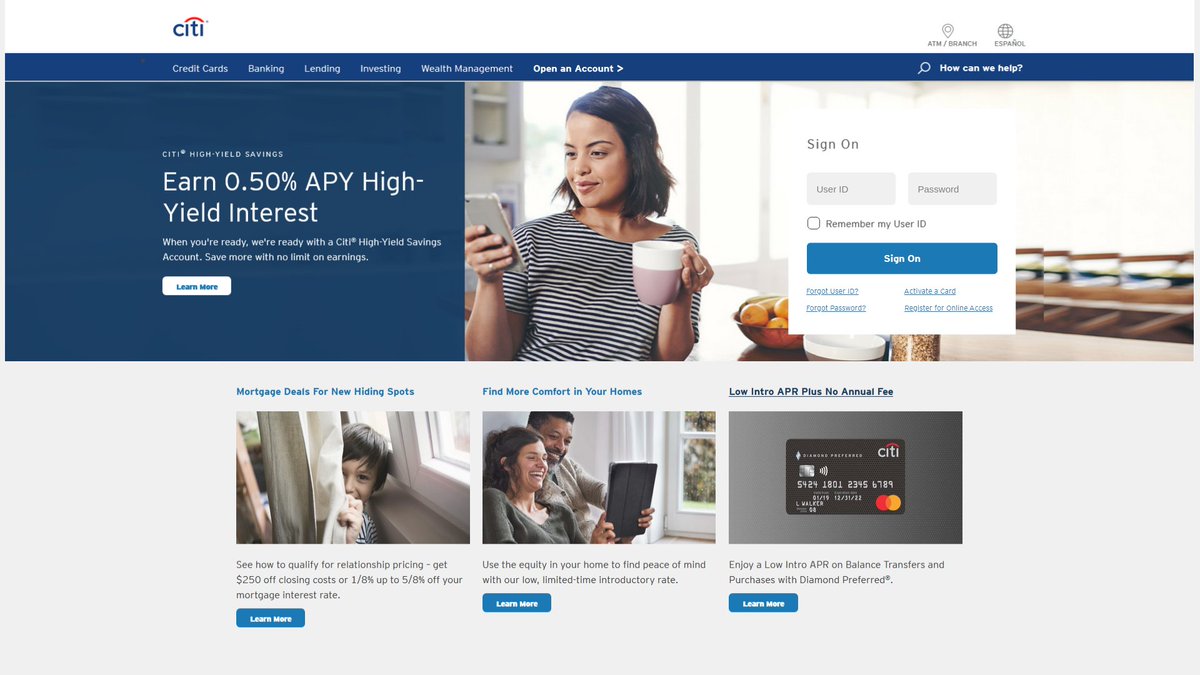 citi
ATM / BRANCH
ESPAÑOL
Credit Cards
Banking
Lending
Investing
Wealth Management
Open an Account >
How can we help?
CITI® HIGH-YIELD SAVINGS
Earn 0.50% APY High-
Yield Interest
When you're ready, we're ready with a Citi® High-Yield Savings
Account. Save more with no limit on earnings.
Learn More
Sign On
User ID
Password
Remember my User ID
Sign On
Forgot User ID?
Activate a Card
Forgot Password?
Register for Online Access
Mortgage Deals For New Hiding Spots
See how to qualify for relationship pricing - get
$250 off closing costs or 1/8% up to 5/8% off your
mortgage interest rate.
Learn More
Find More Comfort in Your Homes
Use the equity in your home to find peace of mind
with our low, limited-time introductory rate.
Learn More
Low Intro APR Plus No Annual Fee
DIAMOND PREFERRED
citi
5424 1801 2345 6789
01/19 12/31/22
L WALKER
08
Enjoy a Low Intro APR on Balance Transfers and
Purchases with Diamond Preferred®.
Learn More